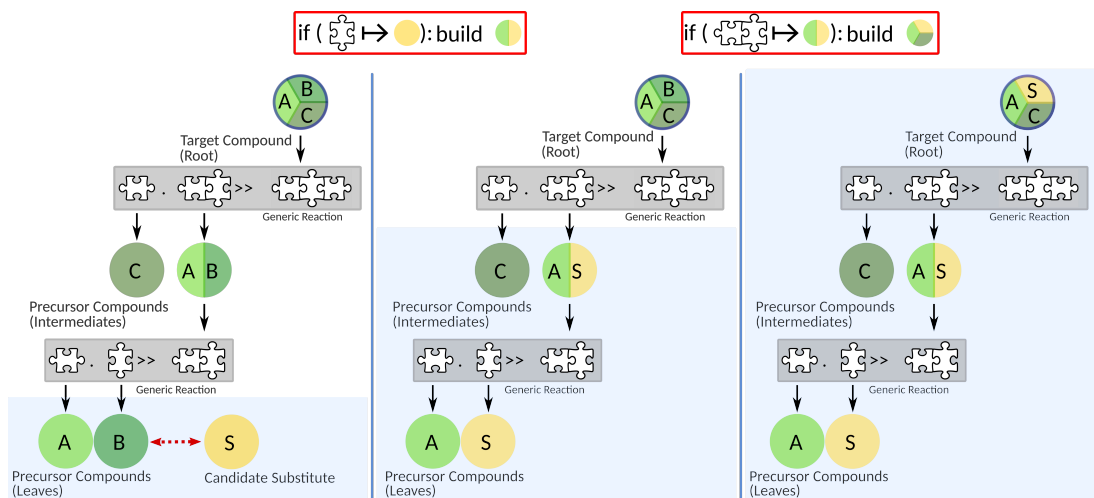 if ( ↦ ): build
if ( ↦ ): build
A B C
Target Compound
(Root)
. >>
Generic Reaction
C
A B
Precursor Compounds
(Intermediates)
. >>
Generic Reaction
A
B
S
Precursor Compounds
(Leaves)
Candidate Substitute
A B C
Target Compound
(Root)
. >>
Generic Reaction
C
A S
Precursor Compounds
(Intermediates)
. >>
Generic Reaction
A
S
Precursor Compounds
(Leaves)
A S C
Target Compound
(Root)
. >>
Generic Reaction
C
A S
Precursor Compounds
(Intermediates)
. >>
Generic Reaction
A
S
Precursor Compounds
(Leaves)